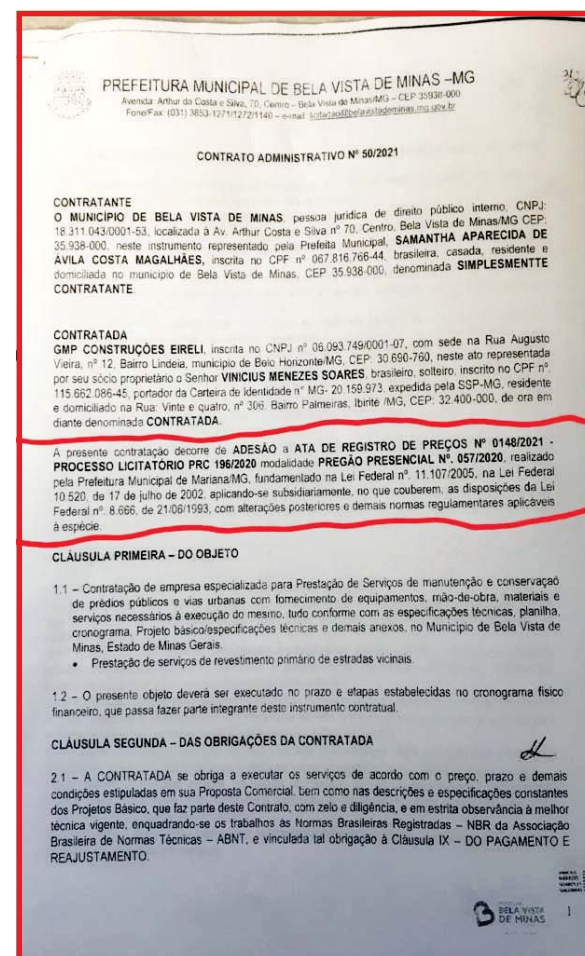 PREFEITURA MUNICIPAL DE BELA VISTA DE MINAS –MG
Avenida: Arthur da Costa e Silva, 70, Centro – Bela Vista de Minas/MG – CEP 35938-000
Fone/Fax: (031) 3853-1271/1272/1140 – e-mail: licitacao@belavistademinas.mg.gov.br
CONTRATO ADMINISTRATIVO Nº 50/2021
CONTRATANTE
O MUNICÍPIO DE BELA VISTA DE MINAS, pessoa jurídica de direito público interno, CNPJ:
18.311.043/0001-53, localizada à Av. Arthur Costa e Silva nº 70, Centro, Bela Vista de Minas/MG CEP:
35.938-000, neste instrumento representado pela Prefeita Municipal, SAMANTHA APARECIDA DE
ÁVILA COSTA MAGALHÃES, inscrita no CPF nº 067.816.766-44, brasileira, casada, residente e
domiciliada no município de Bela Vista de Minas, CEP 35.938-000, denominada SIMPLESMENTTE
CONTRATANTE.
CONTRATADA
GMP CONSTRUÇÕES EIRELI, inscrita no CNPJ nº 06.093.749/0001-07, com sede na Rua Augusto
Vieira, nº 12, Bairro Lindeia, município de Belo Horizonte/MG, CEP: 30.690-760, neste ato representada
por seu sócio proprietário o Senhor VINICIUS MENEZES SOARES, brasileiro, solteiro, inscrito no CPF nº.
115.662.086-45, portador da Carteira de Identidade nº MG- 20.159.973, expedida pela SSP-MG, residente
e domiciliado na Rua: Vinte e quatro, nº 306, Bairro Palmeiras, Ibirite /MG, CEP: 32.400-000, de ora em
diante denominada CONTRATADA.
A presente contratação decorre de ADESÃO a ATA DE REGISTRO DE PREÇOS Nº 0148/2021 -
PROCESSO LICITATÓRIO PRC 196/2020 modalidade PREGÃO PRESENCIAL Nº. 057/2020, realizado
pela Prefeitura Municipal de Mariana/MG, fundamentado na Lei Federal nº. 11.107/2005, na Lei Federal
10.520, de 17 de julho de 2002, aplicando-se subsidiariamente, no que couberem, as disposições da Lei
Federal nº. 8.666, de 21/06/1993, com alterações posteriores e demais normas regulamentares aplicáveis
à espécie.
CLÁUSULA PRIMEIRA – DO OBJETO
1.1 – Contratação de empresa especializada para Prestação de Serviços de manutenção e conservação
de prédios públicos e vias urbanas com fornecimento de equipamentos, mão-de-obra, materiais e
serviços necessários à execução do mesmo, tudo conforme com as especificações técnicas, planilha,
cronograma, Projeto básico/especificações técnicas e demais anexos, no Município de Bela Vista de
Minas, Estado de Minas Gerais.
• Prestação de serviços de revestimento primário de estradas vicinais.
1.2 – O presente objeto deverá ser executado no prazo e etapas estabelecidas no cronograma físico
financeiro, que passa fazer parte integrante deste instrumento contratual.
CLÁUSULA SEGUNDA – DAS OBRIGAÇÕES DA CONTRATADA
2.1 – A CONTRATADA se obriga a executar os serviços de acordo com o preço, prazo e demais
condições estipuladas em sua Proposta Comercial, bem como nas descrições e especificações constantes
dos Projetos Básico, que faz parte deste Contrato, com zelo e diligência, e em estrita observância à melhor
técnica vigente, enquadrando-se os trabalhos às Normas Brasileiras Registradas – NBR da Associação
Brasileira de Normas Técnicas – ABNT, e vinculada tal obrigação à Cláusula IX – DO PAGAMENTO E
REAJUSTAMENTO.
BELA VISTA
DE MINAS
1